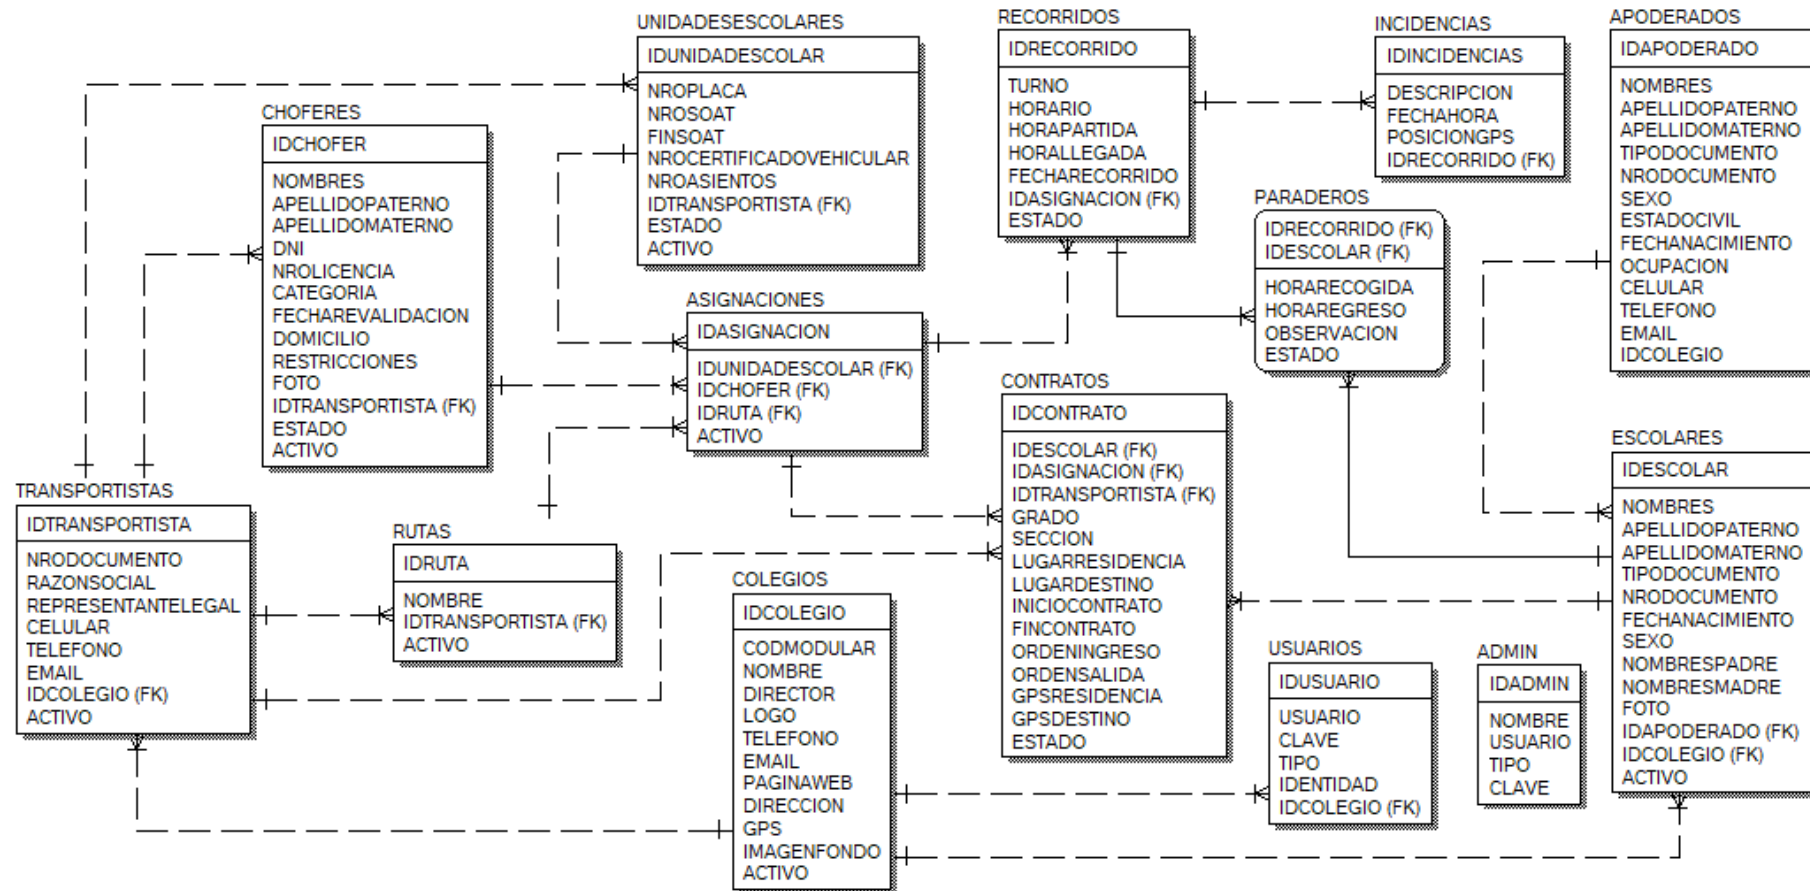 UNIDADESESCOLARES
IDUNIDADESCOLAR
NROPLACA
NROSOAT
FINSOAT
NROCERTIFICADOVEHICULAR
NROASIENTOS
IDTRANSPORTISTA (FK)
ESTADO
ACTIVO
RECORRIDOS
IDRECORRIDO
TURNO
HORARIO
HORAPARTIDA
HORALLEGADA
FECHARECORRIDO
IDASIGNACION (FK)
ESTADO
INCIDENCIAS
IDINCIDENCIAS
DESCRIPCION
FECHAHORA
POSICIONGPS
IDRECORRIDO (FK)
APODERADOS
IDAPODERADO
NOMBRES
APELLIDOPATERNO
APELLIDOMATERNO
TIPODOCUMENTO
NRODOCUMENTO
SEXO
ESTADOCIVIL
FECHANACIMIENTO
OCUPACION
CELULAR
TELEFONO
EMAIL
IDCOLEGIO
CHOFERES
IDCHOFER
NOMBRES
APELLIDOPATERNO
APELLIDOMATERNO
DNI
NROLICENCIA
CATEGORIA
FECHAREVALIDACION
DOMICILIO
RESTRICCIONES
FOTO
IDTRANSPORTISTA (FK)
ESTADO
ACTIVO
PARADEROS
IDRECORRIDO (FK)
IDESCOLAR (FK)
HORARECOGIDA
HORAREGRESO
OBSERVACION
ESTADO
ASIGNACIONES
IDASIGNACION
IDUNIDADESCOLAR (FK)
IDCHOFER (FK)
IDRUTA (FK)
ACTIVO
CONTRATOS
IDCONTRATO
IDESCOLAR (FK)
IDASIGNACION (FK)
IDTRANSPORTISTA (FK)
GRADO
SECCION
LUGARRESIDENCIA
LUGARDESTINO
INICIOCONTRATO
FINCONTRATO
ORDENINGRESO
ORDENSALIDA
GPSRESIDENCIA
GPSDESTINO
ESTADO
ESCOLARES
IDESCOLAR
NOMBRES
APELLIDOPATERNO
APELLIDOMATERNO
TIPODOCUMENTO
NRODOCUMENTO
FECHANACIMIENTO
SEXO
NOMBRESPADRE
NOMBRESMADRE
FOTO
IDAPODERADO (FK)
IDCOLEGIO (FK)
ACTIVO
TRANSPORTISTAS
IDTRANSPORTISTA
NRODOCUMENTO
RAZONSOCIAL
REPRESENTANTELEGAL
CELULAR
TELEFONO
EMAIL
IDCOLEGIO (FK)
ACTIVO
RUTAS
IDRUTA
NOMBRE
IDTRANSPORTISTA (FK)
ACTIVO
COLEGIOS
IDCOLEGIO
CODMODULAR
NOMBRE
DIRECTOR
LOGO
TELEFONO
EMAIL
PAGINAWEB
DIRECCION
GPS
IMAGENFONDO
ACTIVO
USUARIOS
IDUSUARIO
USUARIO
CLAVE
TIPO
IDENTIDAD
IDCOLEGIO (FK)
ADMIN
IDADMIN
NOMBRE
USUARIO
TIPO
CLAVE